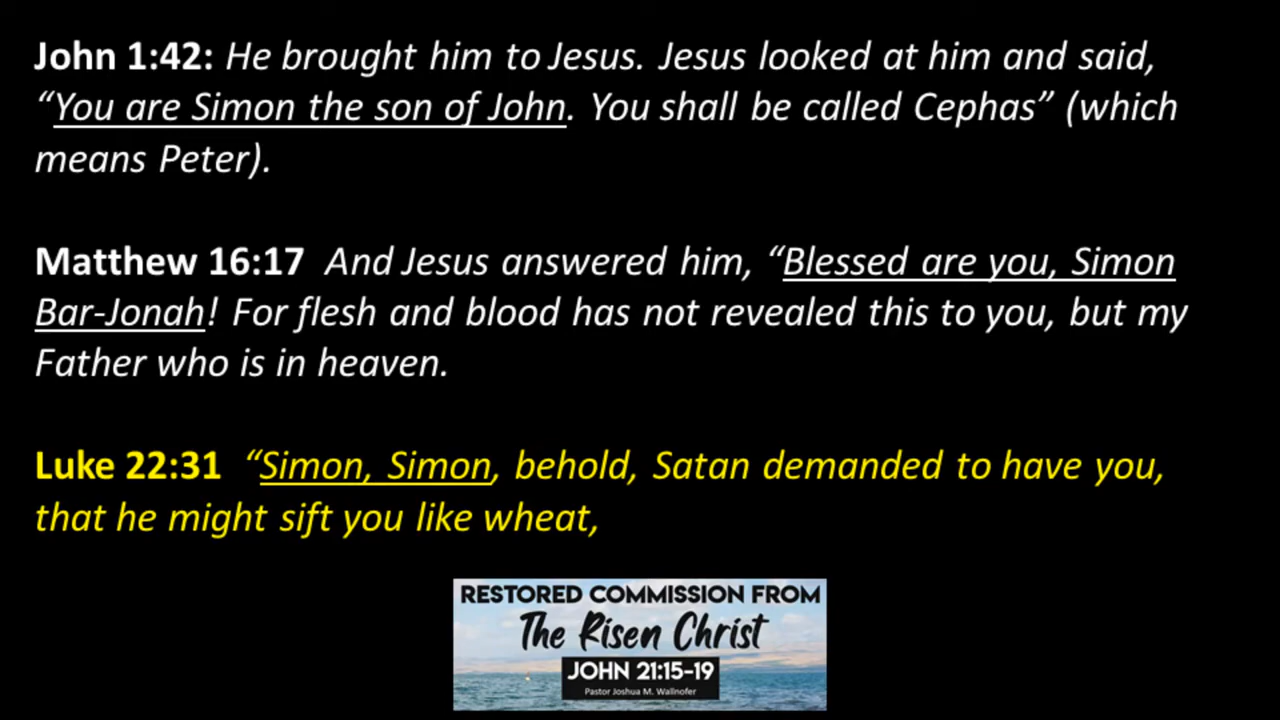 John 1:42: He brought him to Jesus. Jesus looked at him and said,
“You are Simon the son of John. You shall be called Cephas” (which
means Peter).
Matthew 16:17 And Jesus answered him, “Blessed are you, Simon
Bar-Jonah! For flesh and blood has not revealed this to you, but my
Father who is in heaven.
Luke 22:31 “Simon, Simon, behold, Satan demanded to have you,
that he might sift you like wheat,
RESTORED COMMISSION FROM
The Risen Christ
JOHN 21:15-19
Pastor Joshua M. Wallnofer